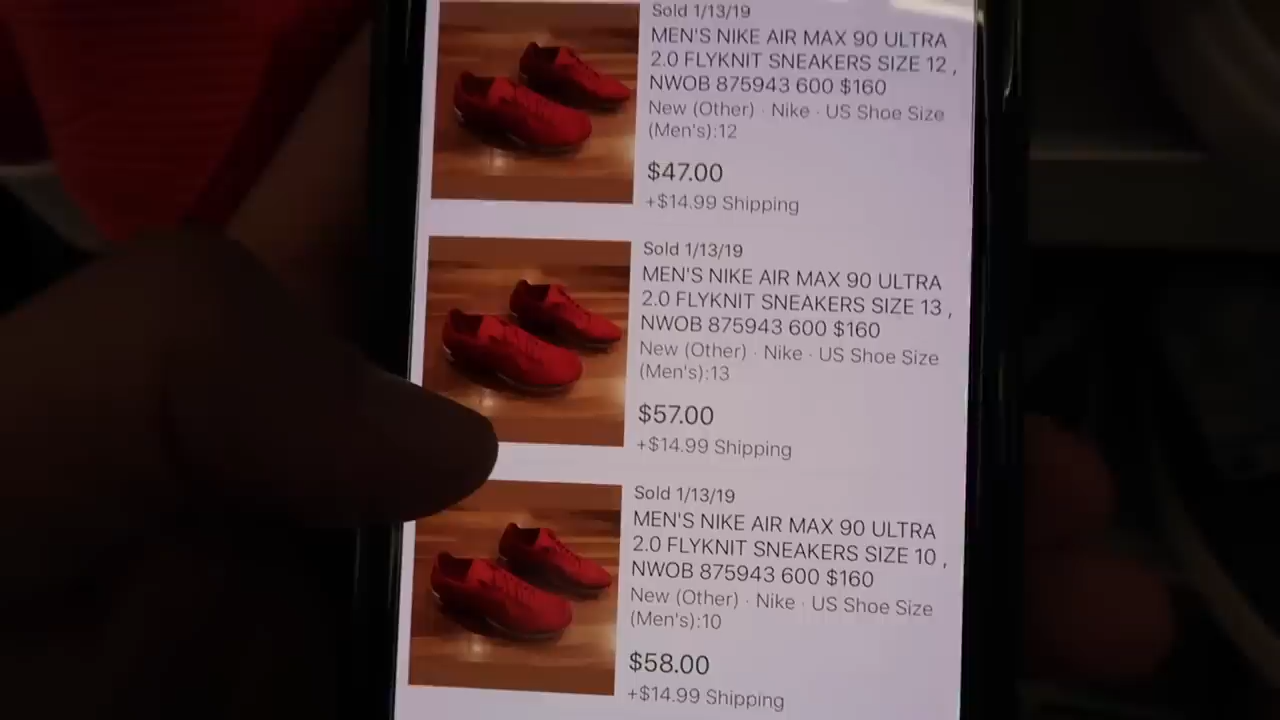 Sold 1/13/19
MEN'S NIKE AIR MAX 90 ULTRA
2.0 FLYKNIT SNEAKERS SIZE 12 ,
NWOB 875943 600 $160
New (Other) · Nike · US Shoe Size
(Men's):12
$47.00
+$14.99 Shipping
Sold 1/13/19
MEN'S NIKE AIR MAX 90 ULTRA
2.0 FLYKNIT SNEAKERS SIZE 13 ,
NWOB 875943 600 $160
New (Other) · Nike · US Shoe Size
(Men's):13
$57.00
+$14.99 Shipping
Sold 1/13/19
MEN'S NIKE AIR MAX 90 ULTRA
2.0 FLYKNIT SNEAKERS SIZE 10 ,
NWOB 875943 600 $160
New (Other) · Nike · US Shoe Size
(Men's):10
$58.00
+$14.99 Shipping